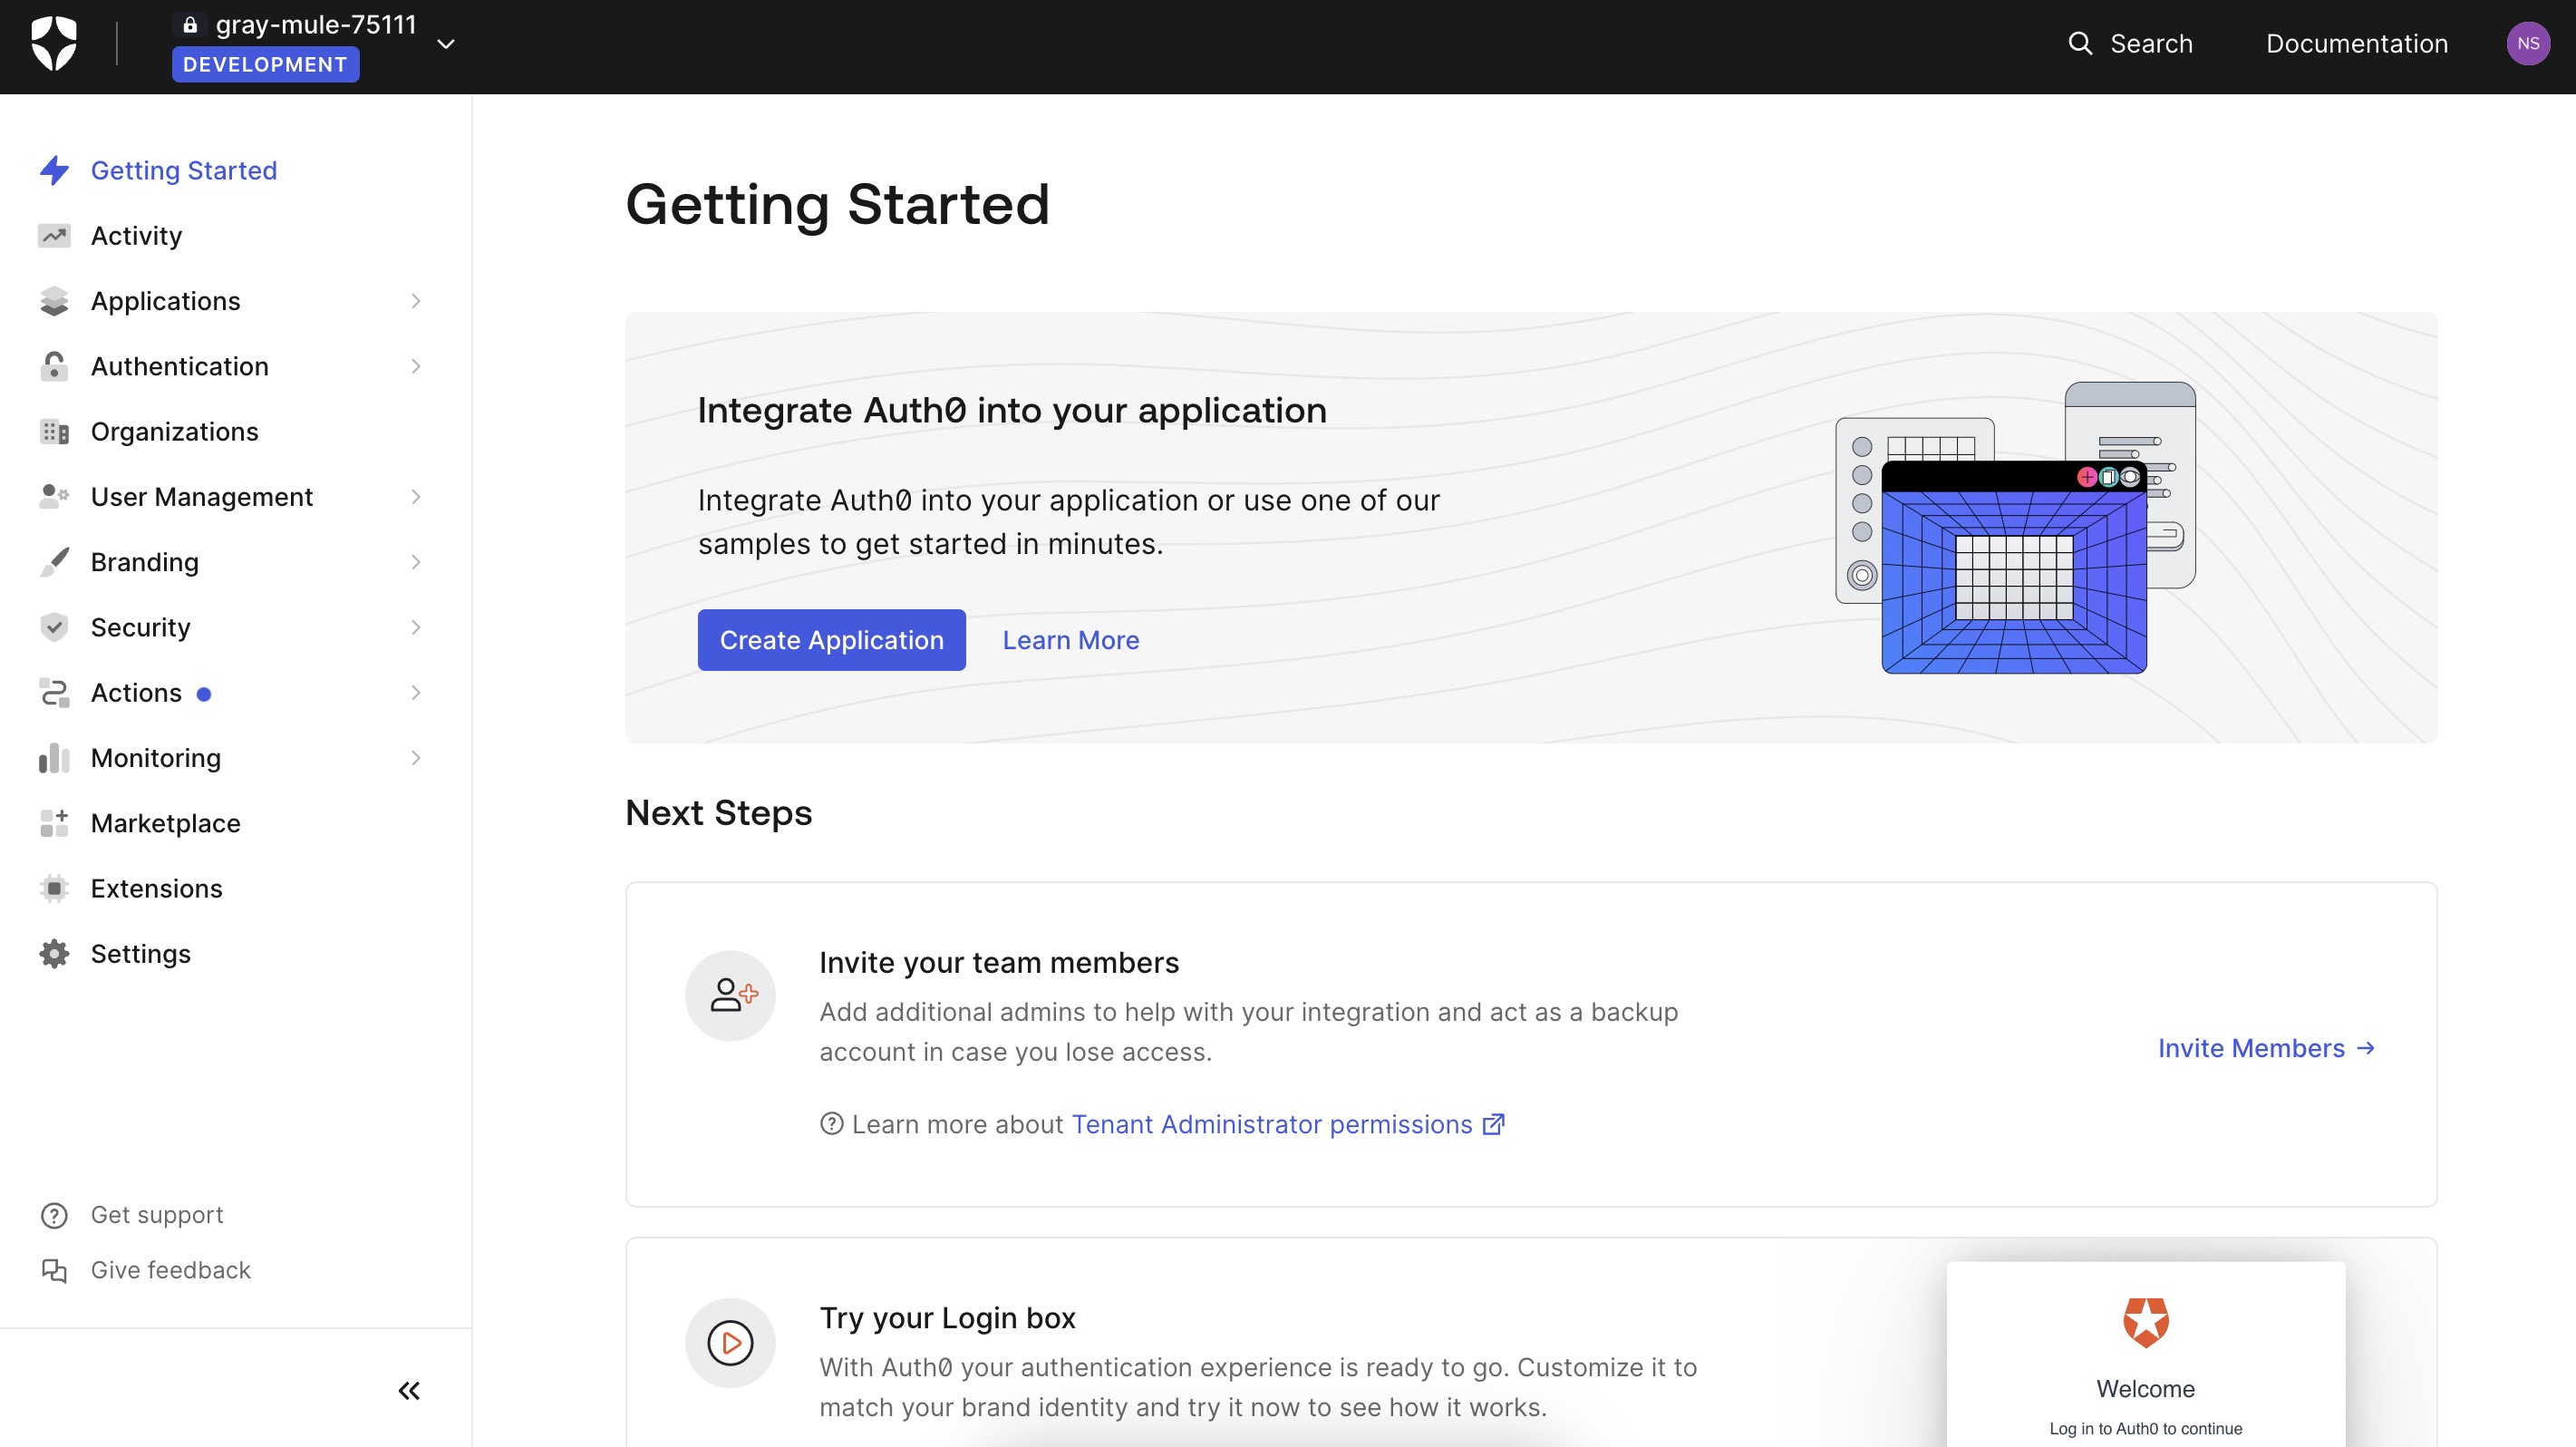 gray-mule-75111
DEVELOPMENT
Search
Documentation
NS
Getting Started
Activity
Applications
Authentication
Organizations
User Management
Branding
Security
Actions
Monitoring
Marketplace
Extensions
Settings
Get support
Give feedback
Getting Started
Integrate Auth0 into your application
Integrate Auth0 into your application or use one of our
samples to get started in minutes.
Create Application
Learn More
Next Steps
Invite your team members
Add additional admins to help with your integration and act as a backup
account in case you lose access.
Invite Members →
Learn more about Tenant Administrator permissions
Try your Login box
With Auth0 your authentication experience is ready to go. Customize it to
match your brand identity and try it now to see how it works.
Welcome
Log in to Auth0 to continue